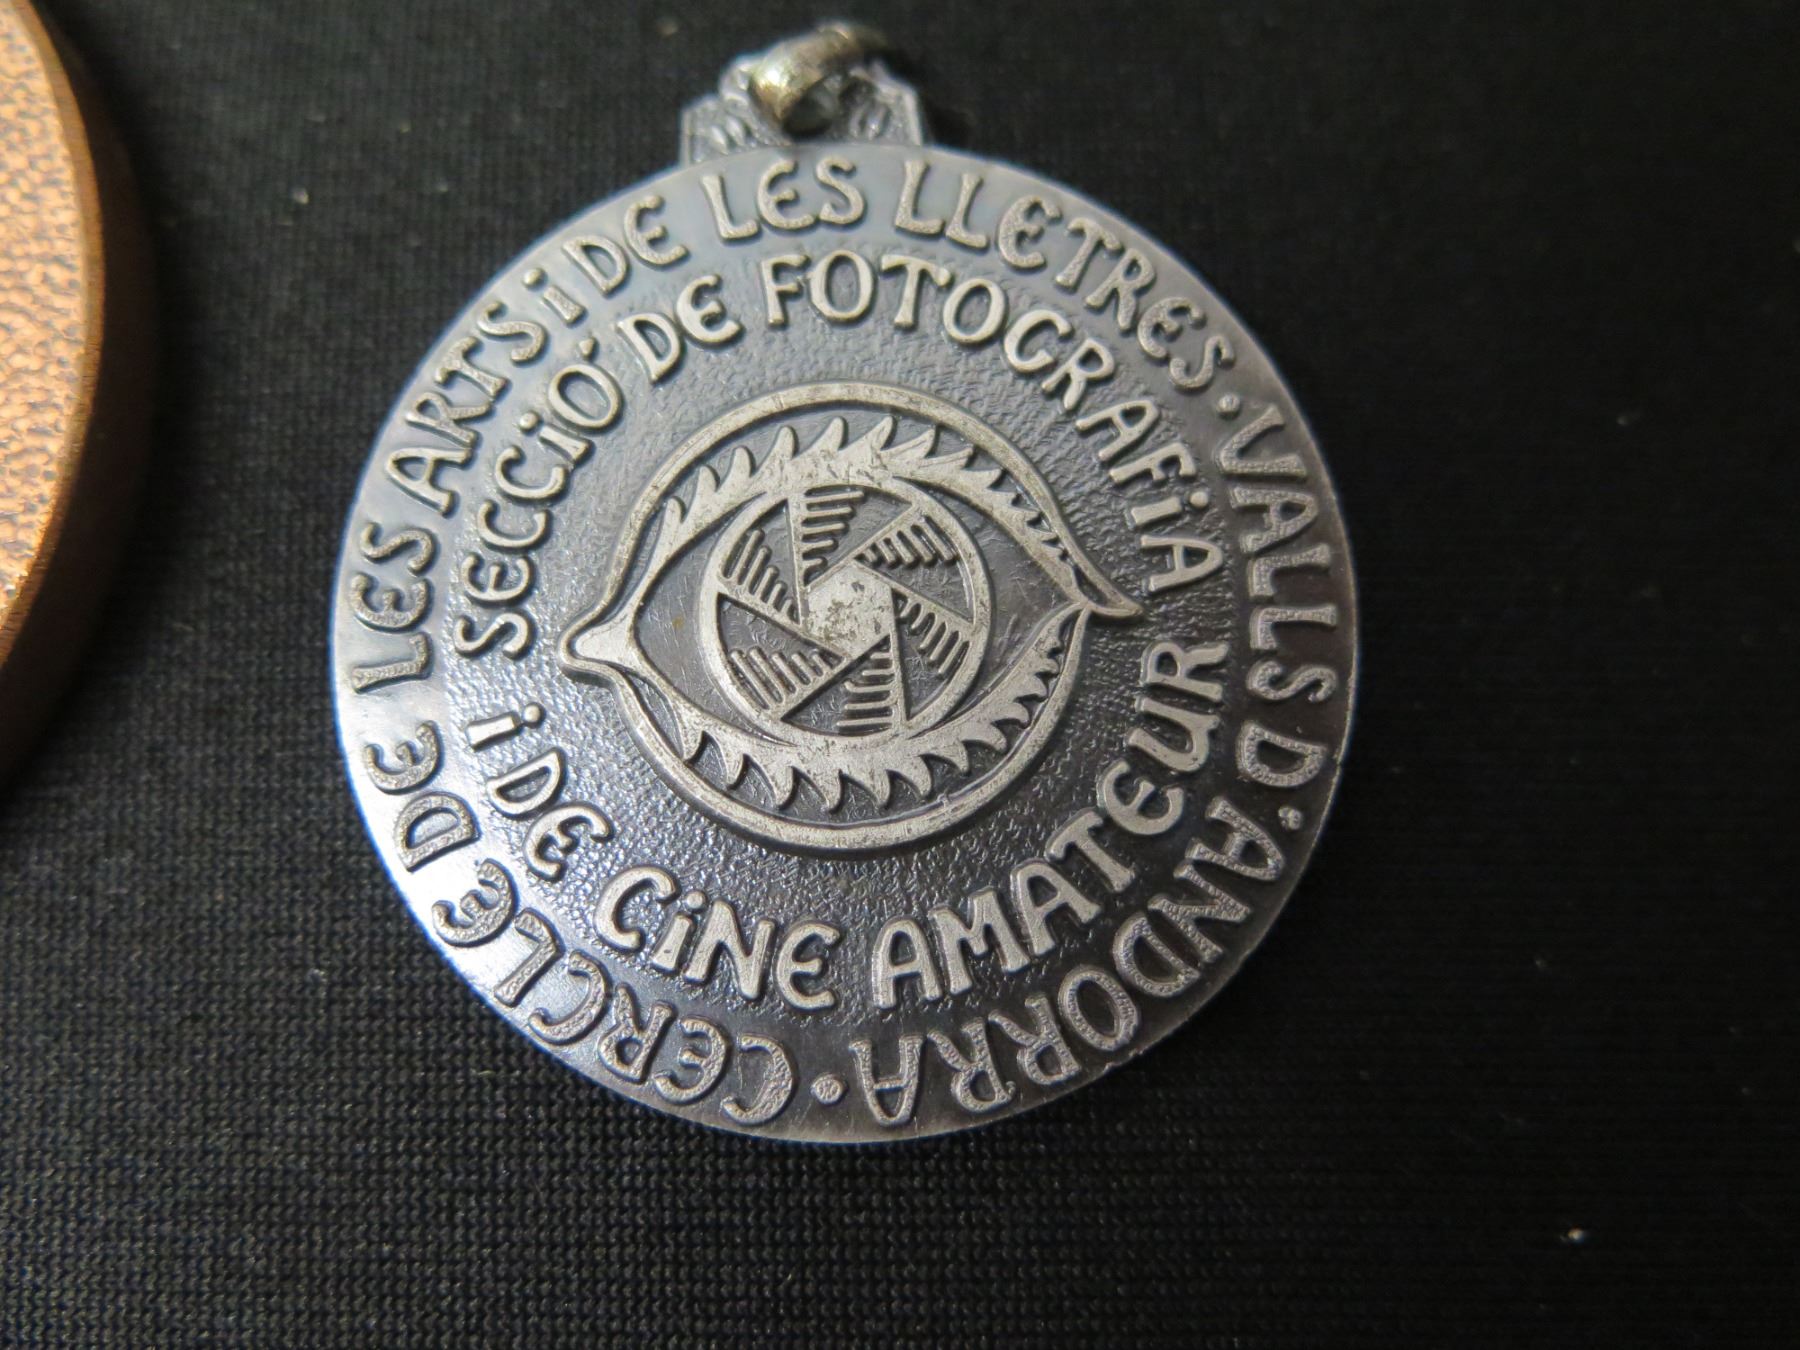 CERCLE DE LES ARTS i DE LES LLETRES · VALLS D'ANDORRA ·
SECCiÓ DE FOTOGRAFiA
i DE CiNE AMATEUR